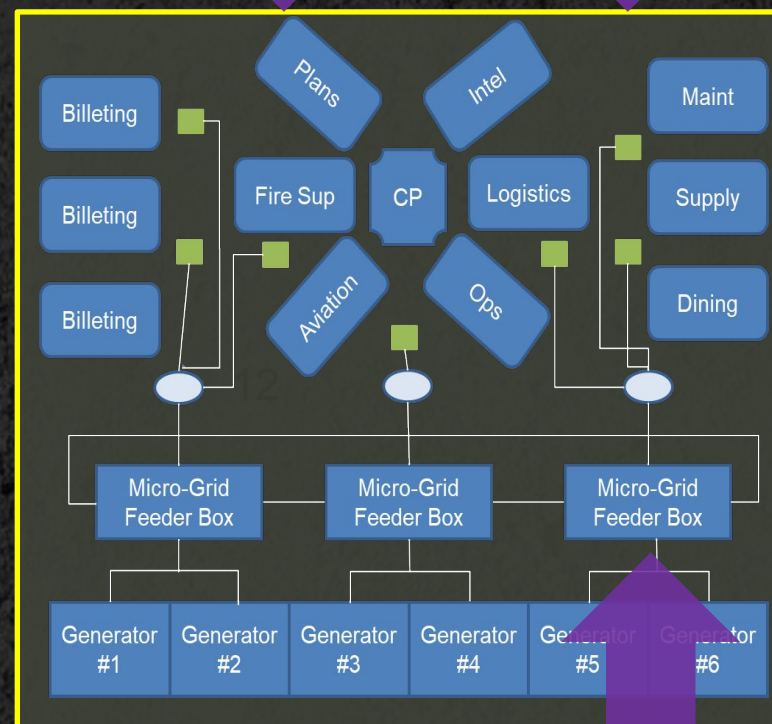 Plans
Intel
Billeting
Maint
Fire Sup
CP
Logistics
Billeting
Supply
Aviation
Ops
Billeting
Dining
12
Micro-Grid
Feeder Box
Micro-Grid
Feeder Box
Micro-Grid
Feeder Box
Generator
#1
Generator
#2
Generator
#3
Generator
#4
Generator
#5
Generator
#6